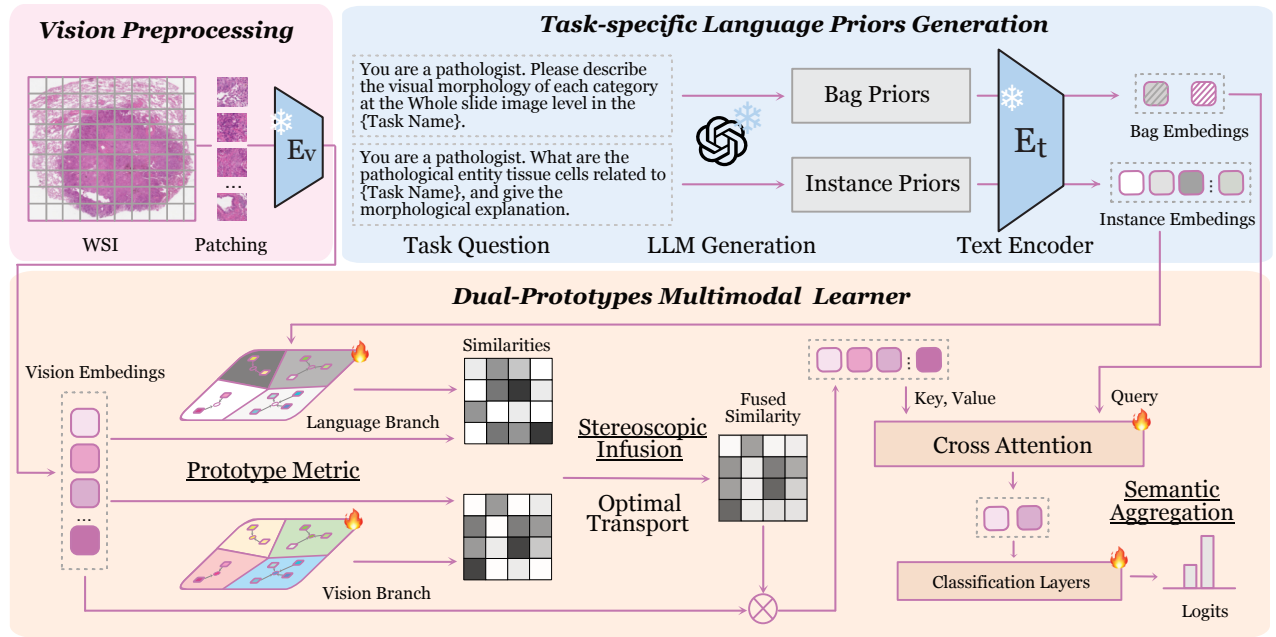 Vision Preprocessing
WSI
Patching
...
Eᵥ
Task-specific Language Priors Generation
You are a pathologist. Please describe
the visual morphology of each category
at the Whole slide image level in the
{Task Name}.
You are a pathologist. What are the
pathological entity tissue cells related to
{Task Name}, and give the
morphological explanation.
Task Question
LLM Generation
Bag Priors
Instance Priors
Eₜ
Text Encoder
Bag Embedings
Instance Embedings
Dual-Prototypes Multimodal Learner
Vision Embedings
...
Language Branch
Prototype Metric
Vision Branch
Similarities
Stereoscopic
Infusion
Optimal
Transport
Fused
Similarity
Key, Value
Query
Cross Attention
Semantic
Aggregation
Classification Layers
Logits